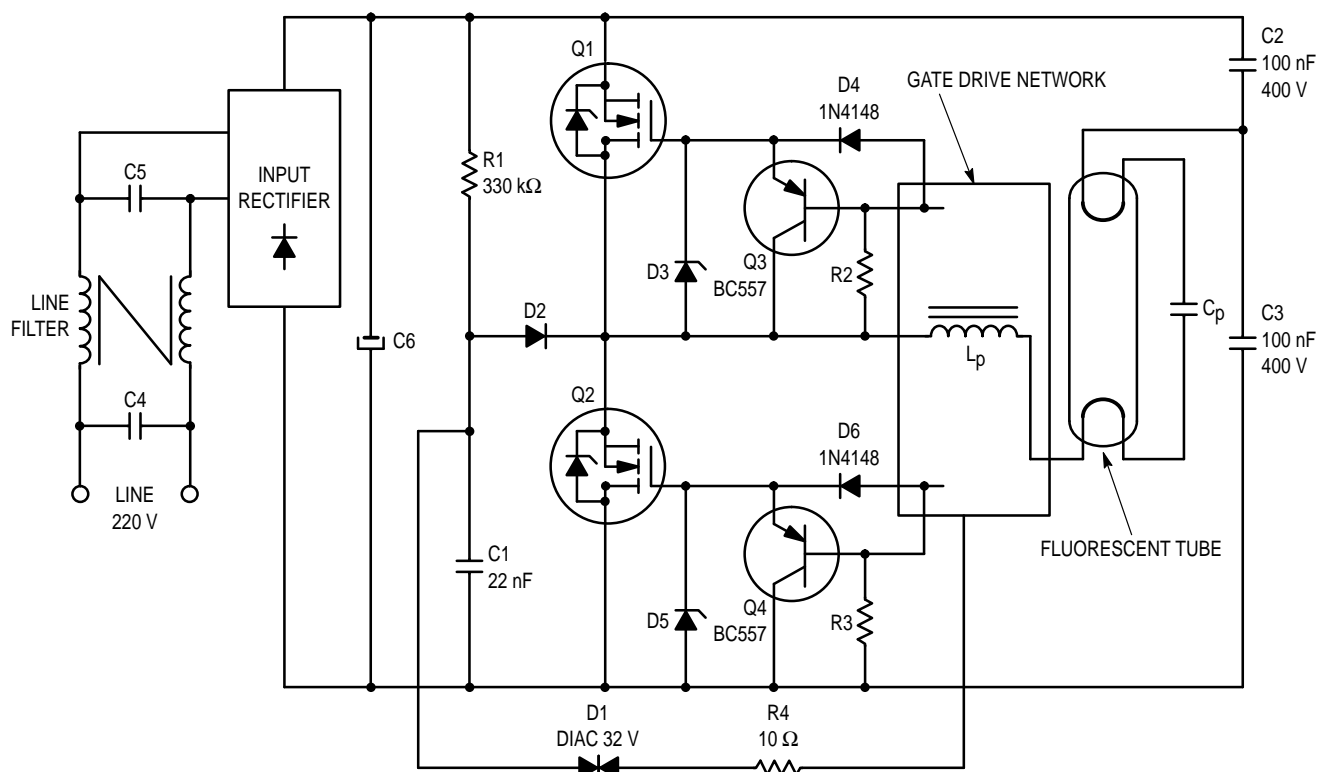 C2
100 nF
400 V
Q1
GATE DRIVE NETWORK
D4
1N4148
C5
INPUT
RECTIFIER
R1
330 kΩ
LINE
FILTER
D3
Q3
BC557
R2
D2
C6
Lp
Cp
C3
100 nF
400 V
C4
Q2
D6
1N4148
LINE
220 V
FLUORESCENT TUBE
C1
22 nF
D5
Q4
BC557
R3
D1
DIAC 32 V
R4
10 Ω